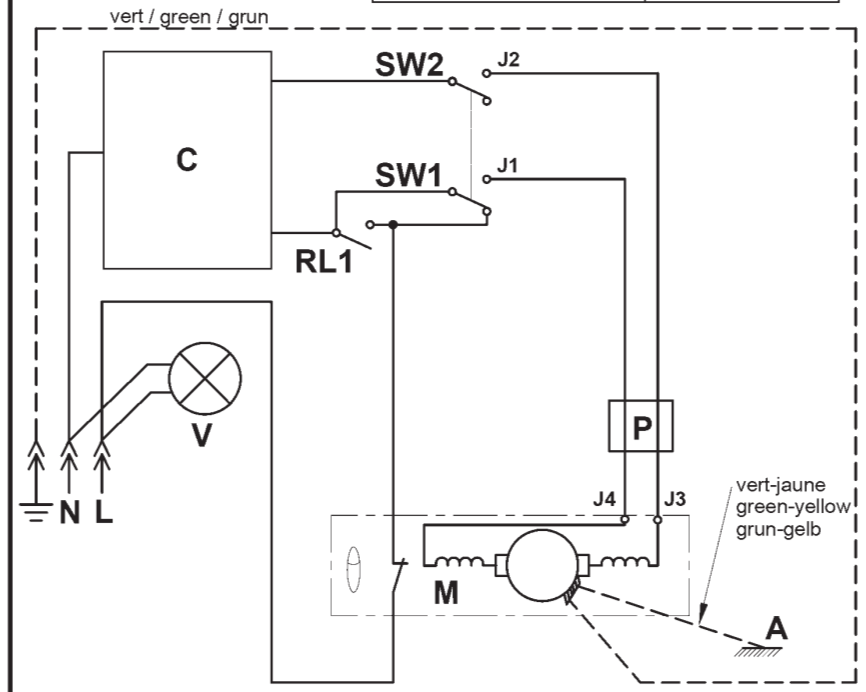 vert / green / grun
SW2
J2
C
SW1
J1
RL1
V
P
N L
J4
J3
vert-jaune
green-yellow
grun-gelb
M
A